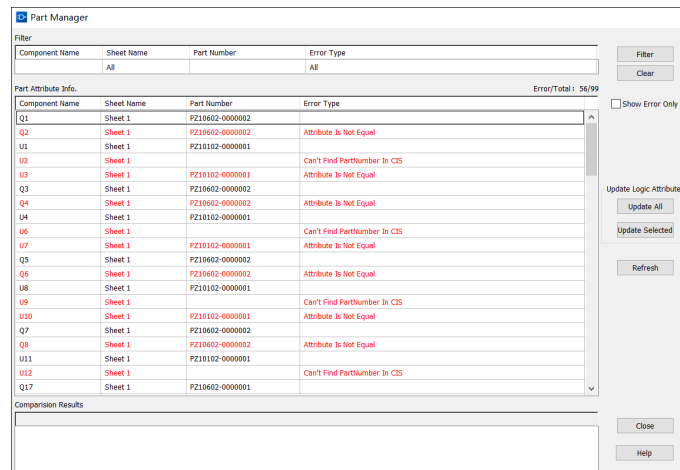 Part Manager
Filter
Component Name Sheet Name Part Number Error Type
All All
Filter
Clear
Part Attribute Info. Error/Total : 56/99
Show Error Only
Component Name Sheet Name Part Number Error Type
Q1 Sheet 1 PZ10602-0000002
Q2 Sheet 1 PZ10602-0000002 Attribute Is Not Equal
U1 Sheet 1 PZ10102-0000001
U2 Sheet 1 Can't Find PartNumber In CIS
U3 Sheet 1 PZ10102-0000001 Attribute Is Not Equal
Q3 Sheet 1 PZ10602-0000002
Q4 Sheet 1 PZ10602-0000002 Attribute Is Not Equal
U4 Sheet 1 PZ10102-0000001
U6 Sheet 1 Can't Find PartNumber In CIS
U7 Sheet 1 PZ10102-0000001 Attribute Is Not Equal
Q5 Sheet 1 PZ10602-0000002
Q6 Sheet 1 PZ10602-0000002 Attribute Is Not Equal
U8 Sheet 1 PZ10102-0000001
U9 Sheet 1 Can't Find PartNumber In CIS
U10 Sheet 1 PZ10102-0000001 Attribute Is Not Equal
Q7 Sheet 1 PZ10602-0000002
Q8 Sheet 1 PZ10602-0000002 Attribute Is Not Equal
U11 Sheet 1 PZ10102-0000001
U12 Sheet 1 Can't Find PartNumber In CIS
Q17 Sheet 1 PZ10602-0000001
Update Logic Attribute
Update All
Update Selected
Refresh
Comparision Results
Close
Help